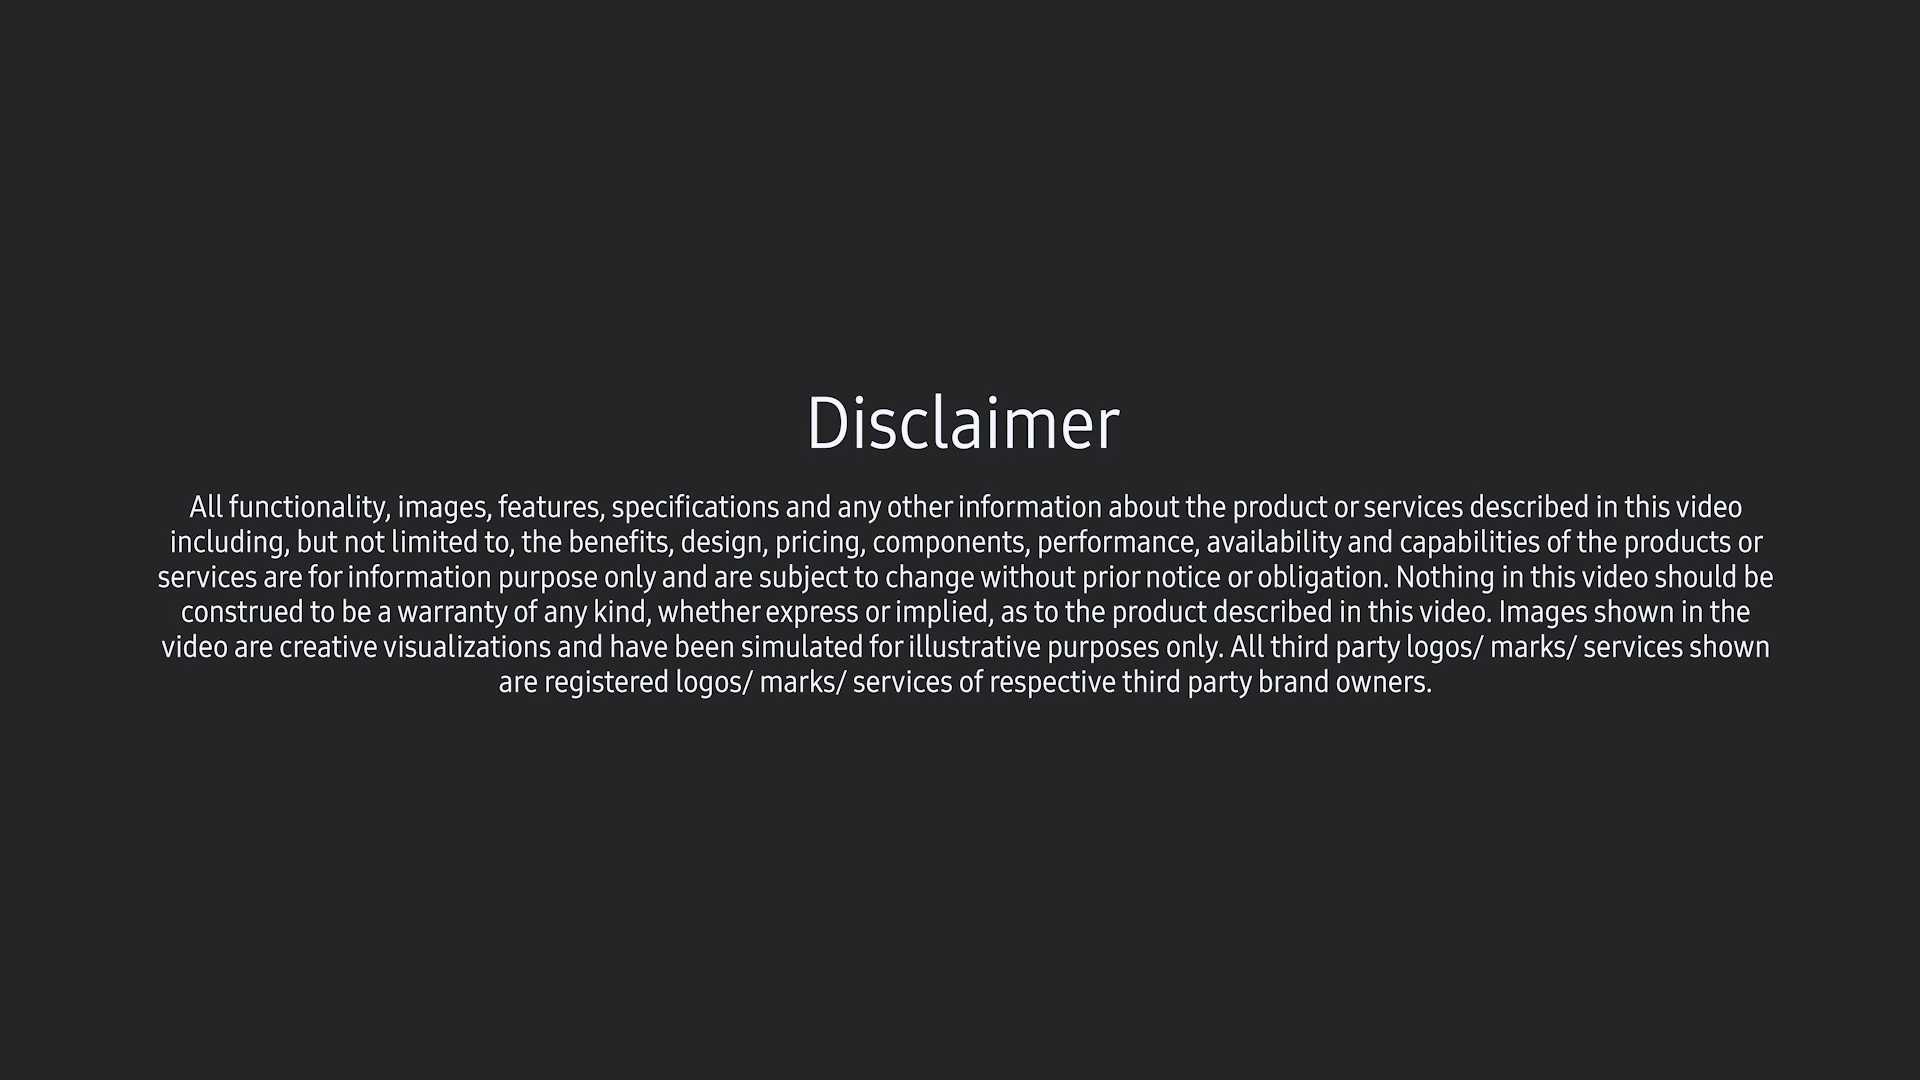 Disclaimer
All functionality, images, features, specifications and any other information about the product or services described in this video
including, but not limited to, the benefits, design, pricing, components, performance, availability and capabilities of the products or
services are for information purpose only and are subject to change without prior notice or obligation. Nothing in this video should be
construed to be a warranty of any kind, whether express or implied, as to the product described in this video. Images shown in the
video are creative visualizations and have been simulated for illustrative purposes only. All third party logos/ marks/ services shown
are registered logos/ marks/ services of respective third party brand owners.